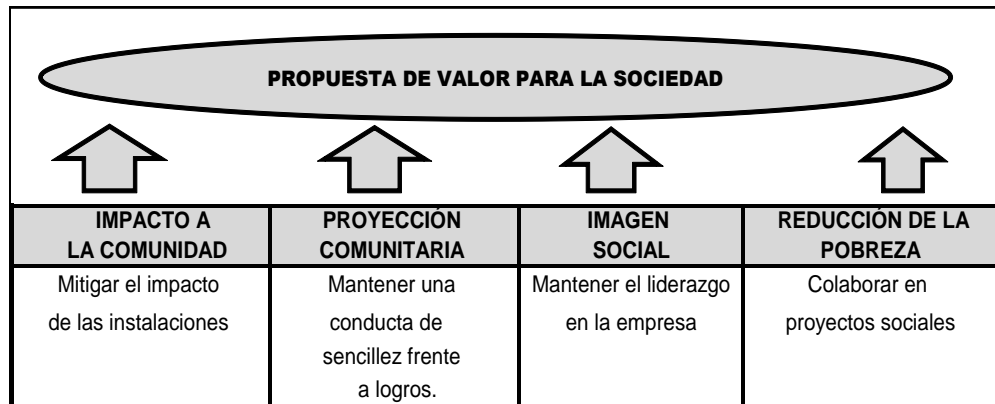 PROPUESTA DE VALOR PARA LA SOCIEDAD
IMPACTO A
LA COMUNIDAD
PROYECCIÓN
COMUNITARIA
IMAGEN
SOCIAL
REDUCCIÓN DE LA
POBREZA
Mitigar el impacto
de las instalaciones
Mantener una
conducta de
sencillez frente
a logros.
Mantener el liderazgo
en la empresa
Colaborar en
proyectos sociales